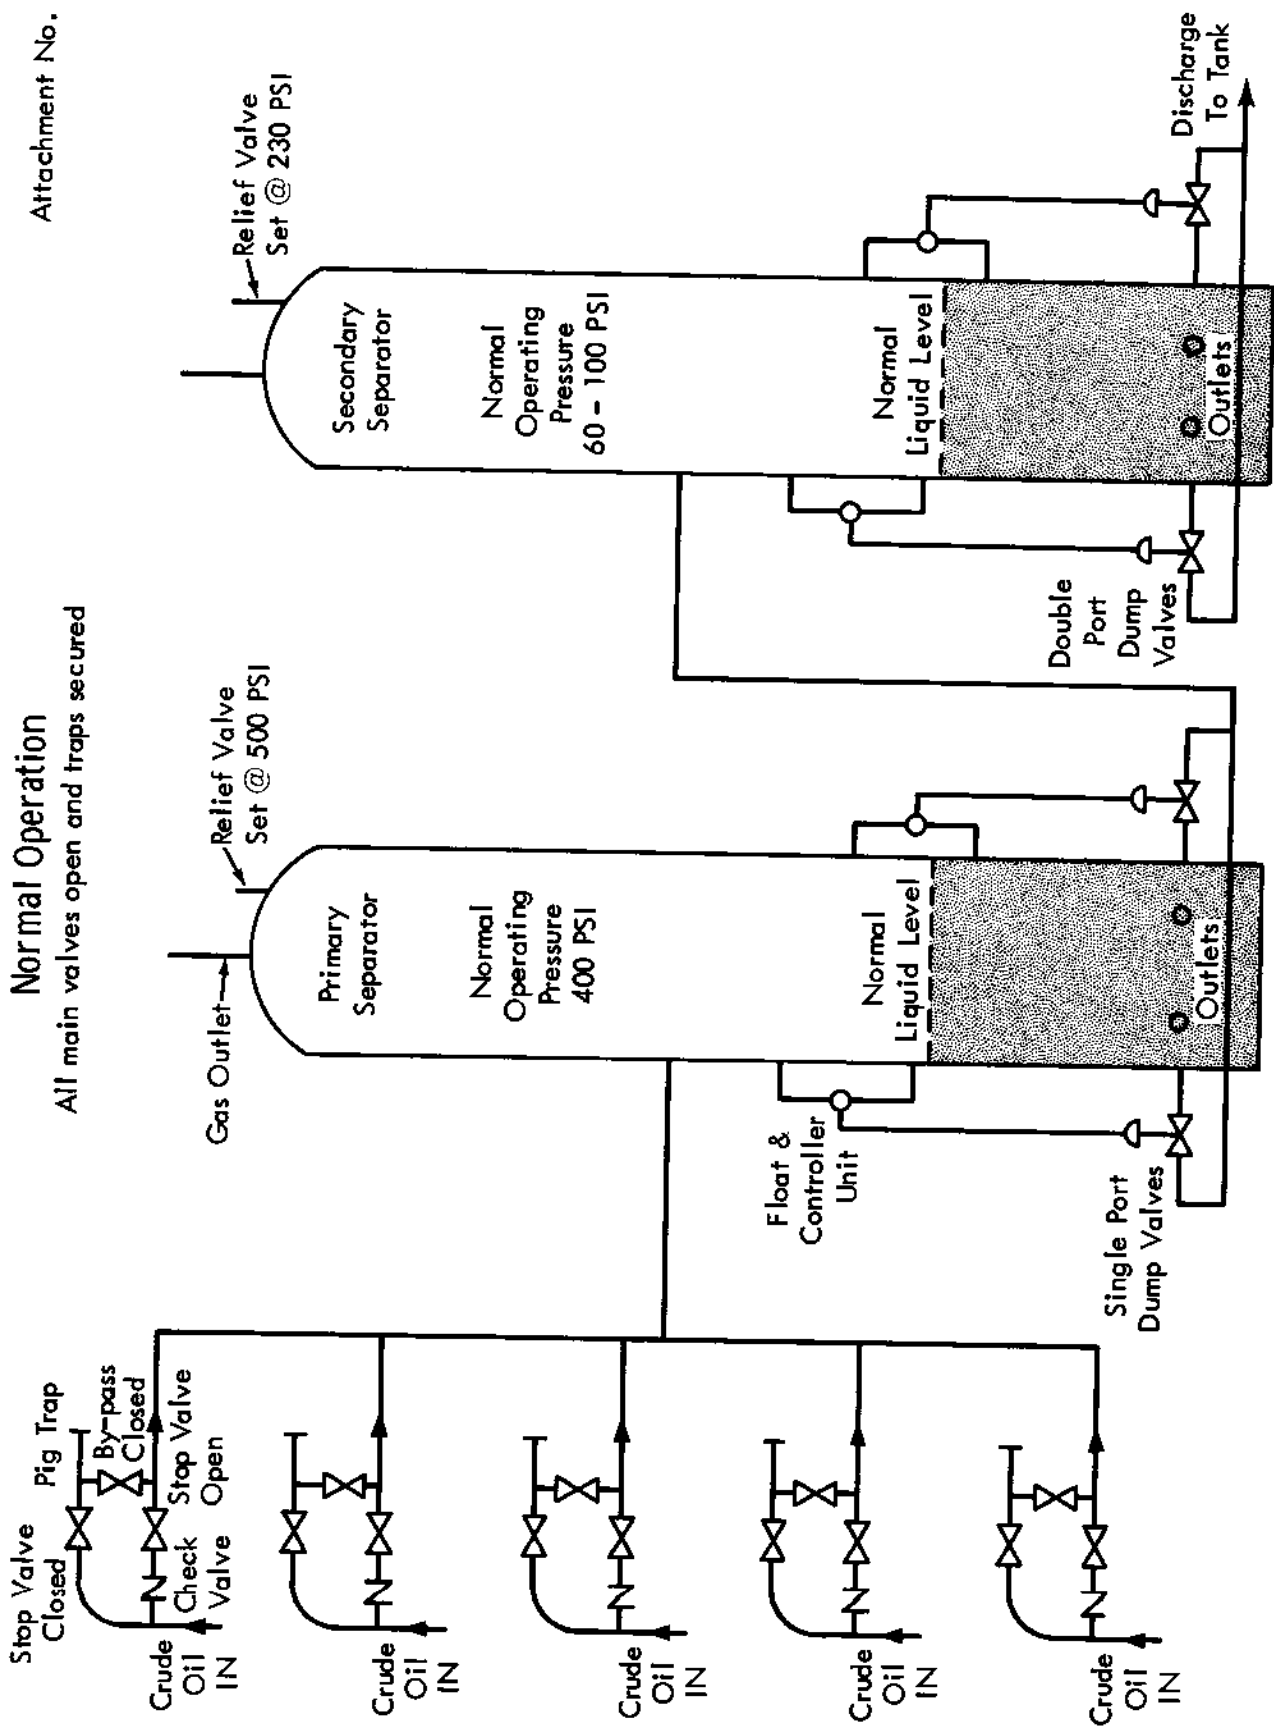 Attachment No.
Normal Operation
All main valves open and traps secured
Stop Valve
Closed
Pig Trap
By-pass
Closed
Stop Valve
Open
Check
Valve
Crude
Oil
IN
Crude
Oil
IN
Crude
Oil
IN
Crude
Oil
IN
Crude
Oil
IN
Gas Outlet
Relief Valve
Set @ 500 PSI
Primary
Separator
Normal
Operating
Pressure
400 PSI
Normal
Liquid Level
Outlets
Float &
Controller
Unit
Single Port
Dump Valves
Relief Valve
Set @ 230 PSI
Secondary
Separator
Normal
Operating
Pressure
60 - 100 PSI
Normal
Liquid Level
Outlets
Double
Port
Dump
Valves
Discharge
To Tank